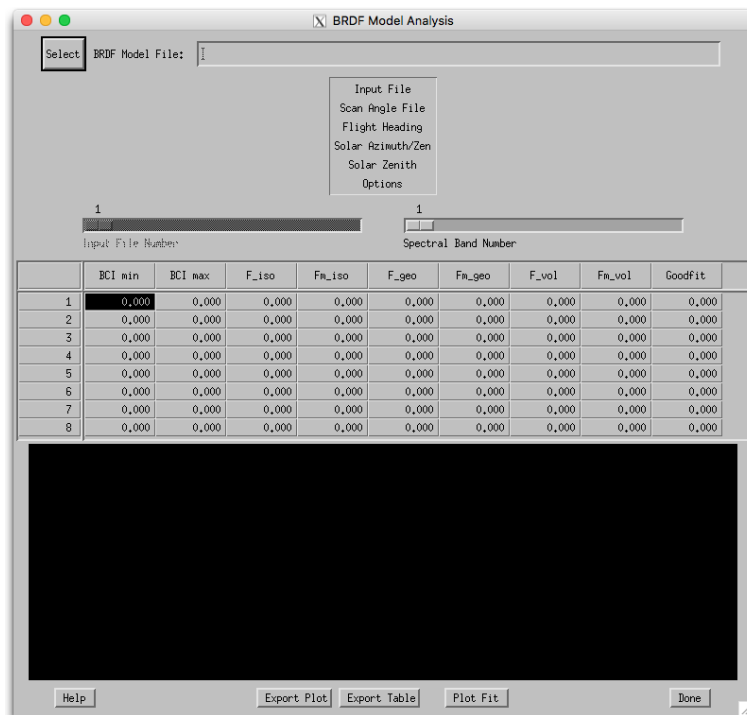 X BRDF Model Analysis
Select BRDF Model File:
Input File
Scan Angle File
Flight Heading
Solar Azimuth/Zen
Solar Zenith
Options
1 1
Input File Number Spectral Band Number
BCI min BCI max F_iso Fm_iso F_geo Fm_geo F_vol Fm_vol Goodfit
1 0.000 0.000 0.000 0.000 0.000 0.000 0.000 0.000 0.000
2 0.000 0.000 0.000 0.000 0.000 0.000 0.000 0.000 0.000
3 0.000 0.000 0.000 0.000 0.000 0.000 0.000 0.000 0.000
4 0.000 0.000 0.000 0.000 0.000 0.000 0.000 0.000 0.000
5 0.000 0.000 0.000 0.000 0.000 0.000 0.000 0.000 0.000
6 0.000 0.000 0.000 0.000 0.000 0.000 0.000 0.000 0.000
7 0.000 0.000 0.000 0.000 0.000 0.000 0.000 0.000 0.000
8 0.000 0.000 0.000 0.000 0.000 0.000 0.000 0.000 0.000
Help Export Plot Export Table Plot Fit Done